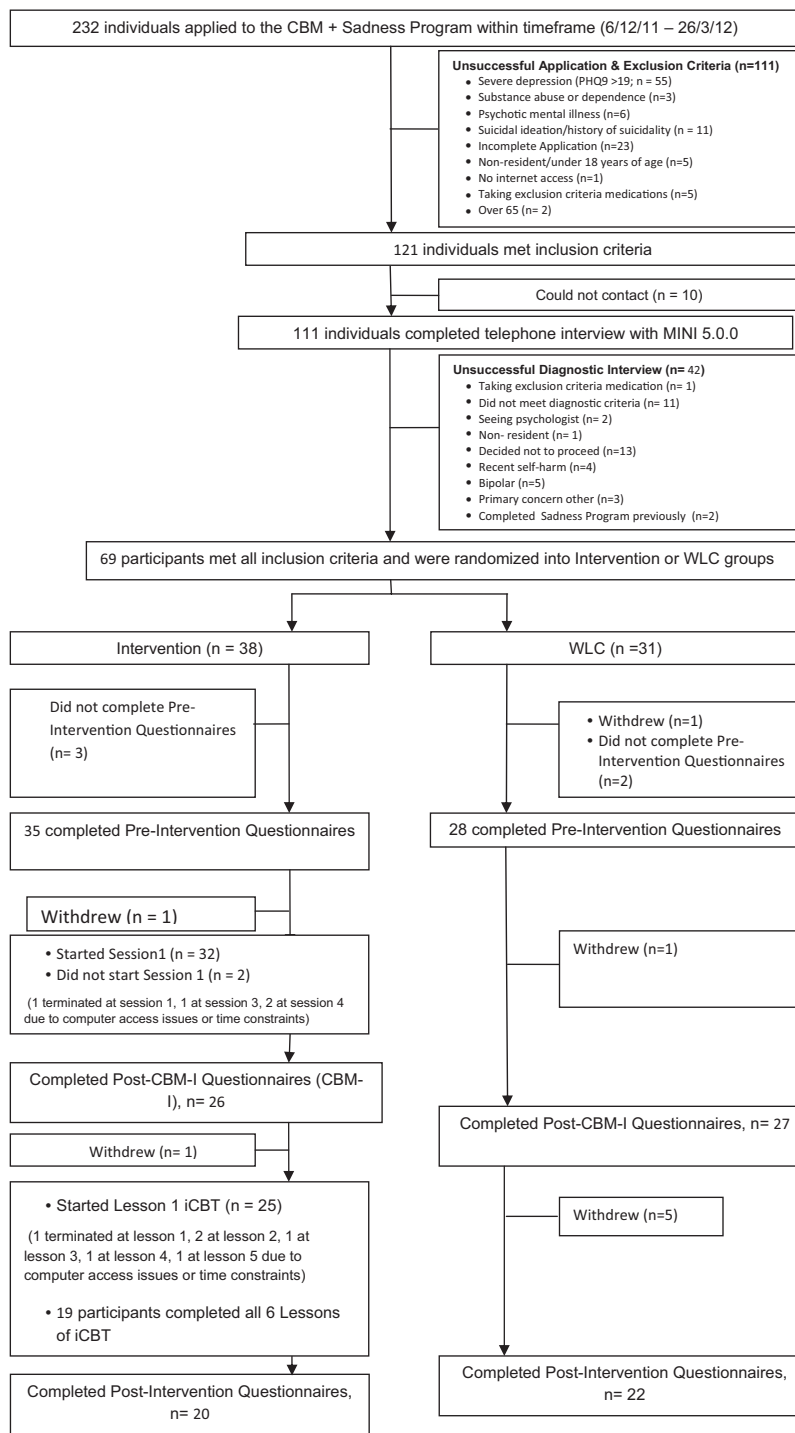 232 individuals applied to the CBM + Sadness Program within timeframe (6/12/11 – 26/3/12)
Unsuccessful Application & Exclusion Criteria (n=111)
• Severe depression (PHQ9 >19; n = 55)
• Substance abuse or dependence (n=3)
• Psychotic mental illness (n=6)
• Suicidal ideation/history of suicidality (n = 11)
• Incomplete Application (n=23)
• Non-resident/under 18 years of age (n=5)
• No internet access (n=1)
• Taking exclusion criteria medications (n=5)
• Over 65 (n= 2)
121 individuals met inclusion criteria
Could not contact (n = 10)
111 individuals completed telephone interview with MINI 5.0.0
Unsuccessful Diagnostic Interview (n= 42)
• Taking exclusion criteria medication (n= 1)
• Did not meet diagnostic criteria (n= 11)
• Seeing psychologist (n= 2)
• Non- resident (n= 1)
• Decided not to proceed (n=13)
• Recent self-harm (n=4)
• Bipolar (n=5)
• Primary concern other (n=3)
• Completed Sadness Program previously (n=2)
69 participants met all inclusion criteria and were randomized into Intervention or WLC groups
Intervention (n = 38)
Did not complete Pre-
Intervention Questionnaires
(n= 3)
35 completed Pre-Intervention Questionnaires
Withdrew (n = 1)
• Started Session1 (n = 32)
• Did not start Session 1 (n = 2)
(1 terminated at session 1, 1 at session 3, 2 at session 4
due to computer access issues or time constraints)
Completed Post-CBM-I Questionnaires (CBM-
I), n= 26
Withdrew (n= 1)
• Started Lesson 1 iCBT (n = 25)
(1 terminated at lesson 1, 2 at lesson 2, 1 at
lesson 3, 1 at lesson 4, 1 at lesson 5 due to
computer access issues or time constraints)
• 19 participants completed all 6 Lessons
of iCBT
Completed Post-Intervention Questionnaires,
n= 20
WLC (n =31)
• Withdrew (n=1)
• Did not complete Pre-
Intervention Questionnaires
(n=2)
28 completed Pre-Intervention Questionnaires
Withdrew (n=1)
Completed Post-CBM-I Questionnaires, n= 27
Withdrew (n=5)
Completed Post-Intervention Questionnaires,
n= 22